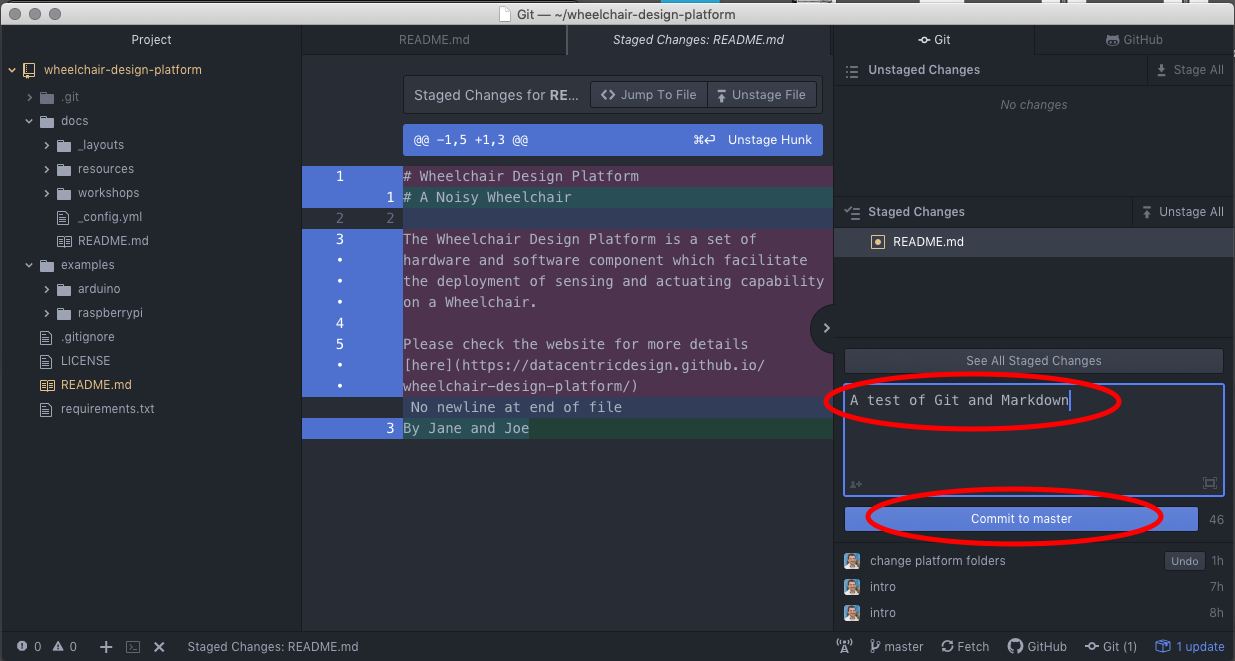 Git — ~/wheelchair-design-platform
Project
wheelchair-design-platform
.git
docs
_layouts
resources
workshops
_config.yml
README.md
examples
arduino
raspberrypi
.gitignore
LICENSE
README.md
requirements.txt
README.md
Staged Changes: README.md
Staged Changes for RE...
Jump To File
Unstage File
@@ -1,5 +1,3 @@
⌘⏎ Unstage Hunk
1 # Wheelchair Design Platform
1 # A Noisy Wheelchair
2 2
3 The Wheelchair Design Platform is a set of
• hardware and software component which facilitate
• the deployment of sensing and actuating capability
• on a Wheelchair.
4
5 Please check the website for more details
• [here](https://datacentricdesign.github.io/
• wheelchair-design-platform/)
No newline at end of file
3 By Jane and Joe
Git
GitHub
Unstaged Changes
Stage All
No changes
Staged Changes
Unstage All
README.md
See All Staged Changes
A test of Git and Markdown
Commit to master
46
change platform folders
Undo
1h
intro
7h
intro
8h
0
0
Staged Changes: README.md
master
Fetch
GitHub
Git (1)
1 update